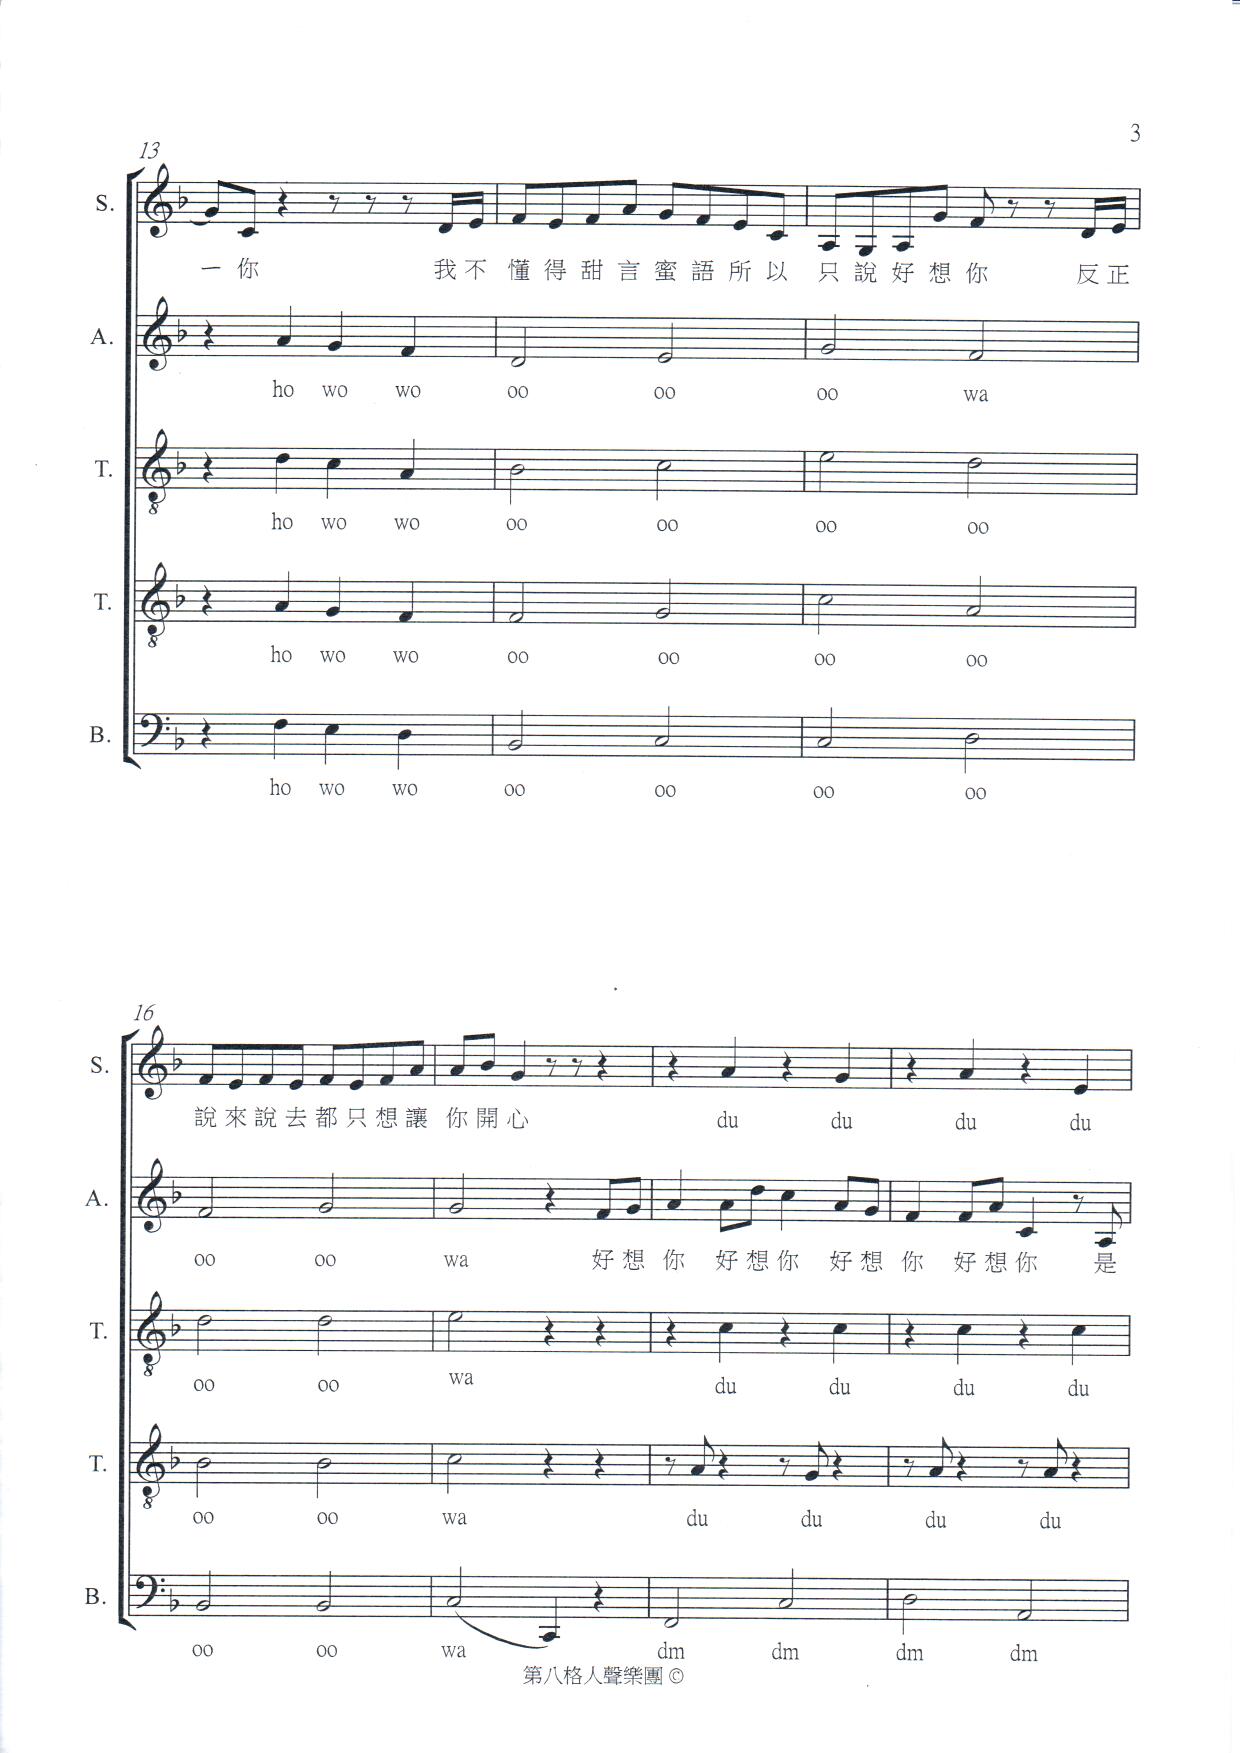 3
13
S.
一 你 我 不 懂 得 甜 言 蜜 語 所 以 只 說 好 想 你 反 正
A.
ho wo wo oo oo oo wa
T.
8
ho wo wo oo oo oo oo
T.
8
ho wo wo oo oo oo oo
B.
ho wo wo oo oo oo oo
16
S.
說 來 說 去 都 只 想 讓 你 開 心 du du du du
A.
oo oo wa 好 想 你 好 想 你 好 想 你 好 想 你 是
T.
8
oo oo wa du du du du
T.
8
oo oo wa du du du du
B.
oo oo wa dm dm dm dm
第八格人聲樂團 ©